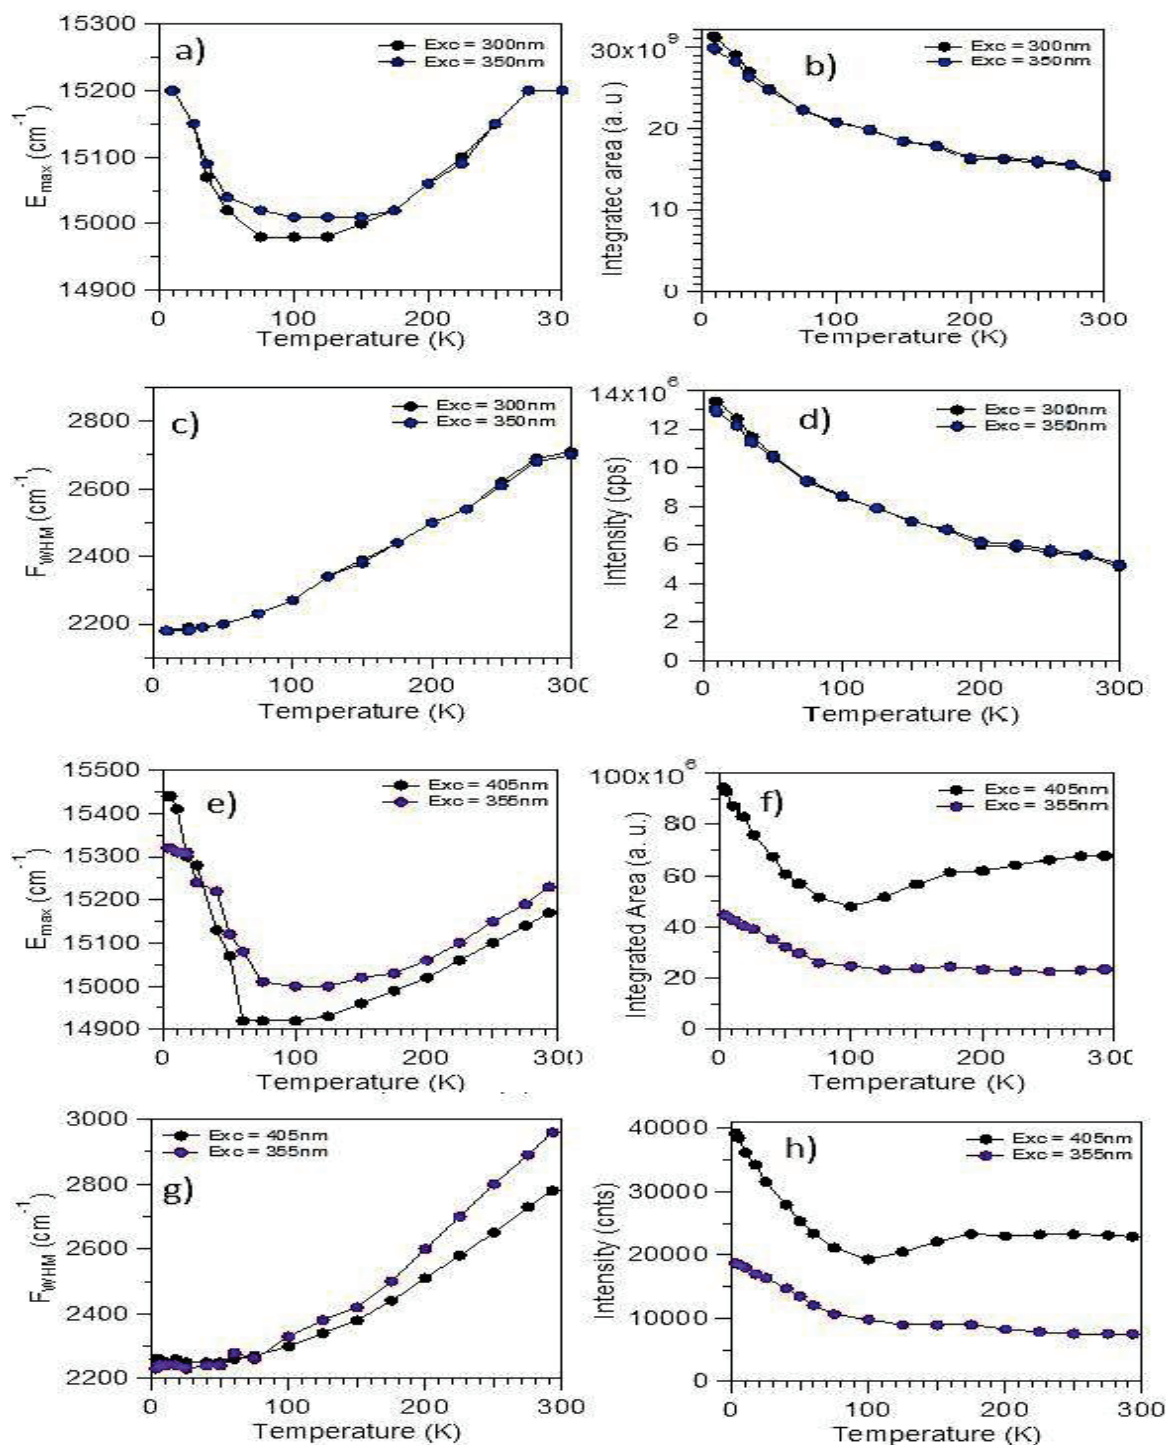 a)
Exc = 300nm
Exc = 350nm
15300
15200
15100
15000
14900
Emax (cm-1)
0 100 200 300
Temperature (K)
b)
Exc = 300nm
Exc = 350nm
30x10 9
20
10
0
Integratec area (a. u)
0 100 200 300
Temperature (K)
c)
Exc = 300nm
Exc = 350nm
2800
2600
2400
2200
FWHM (cm-1)
0 100 200 300
Temperature (K)
d)
Exc = 300nm
Exc = 350nm
14x10 6
12
10
8
6
4
2
0
Intensity (cps)
0 100 200 300
Temperature (K)
e)
Exc = 405nm
Exc = 355nm
15500
15400
15300
15200
15100
15000
14900
Emax (cm-1)
0 100 200 300
Temperature (K)
f)
Exc = 405nm
Exc = 355nm
100x10 6
80
60
40
20
0
Integrated Area (a. u.)
0 100 200 300
Temperature (K)
g)
Exc = 405nm
Exc = 355nm
3000
2800
2600
2400
2200
FWHM (cm-1)
0 100 200 300
Temperature (K)
h)
Exc = 405nm
Exc = 355nm
40000
30000
20000
10000
0
Intensity (cnts)
0 100 200 300
Temperature (K)